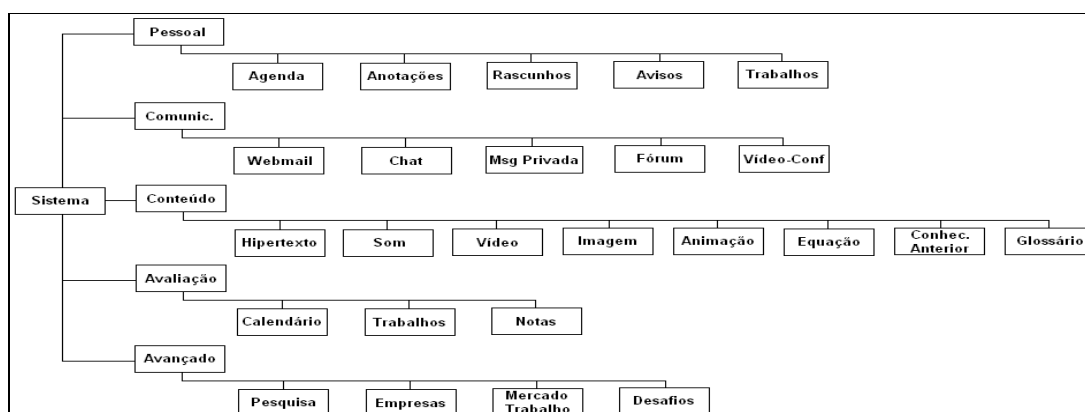 Pessoal
Agenda Anotações Rascunhos Avisos Trabalhos
Comunic.
Webmail Chat Msg Privada Fórum Vídeo-Conf
Sistema Conteúdo
Hipertexto Som Vídeo Imagem Animação Equação Conhec. Anterior Glossário
Avaliação
Calendário Trabalhos Notas
Avançado
Pesquisa Empresas Mercado Trabalho Desafios